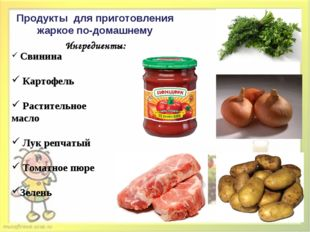 Продукты для приготовления
жаркое по-домашнему
Ингредиенты:
✓ Свинина
✓ Картофель
✓ Растительное
масло
✓ Лук репчатый
✓ Томатное пюре
✓Зелень